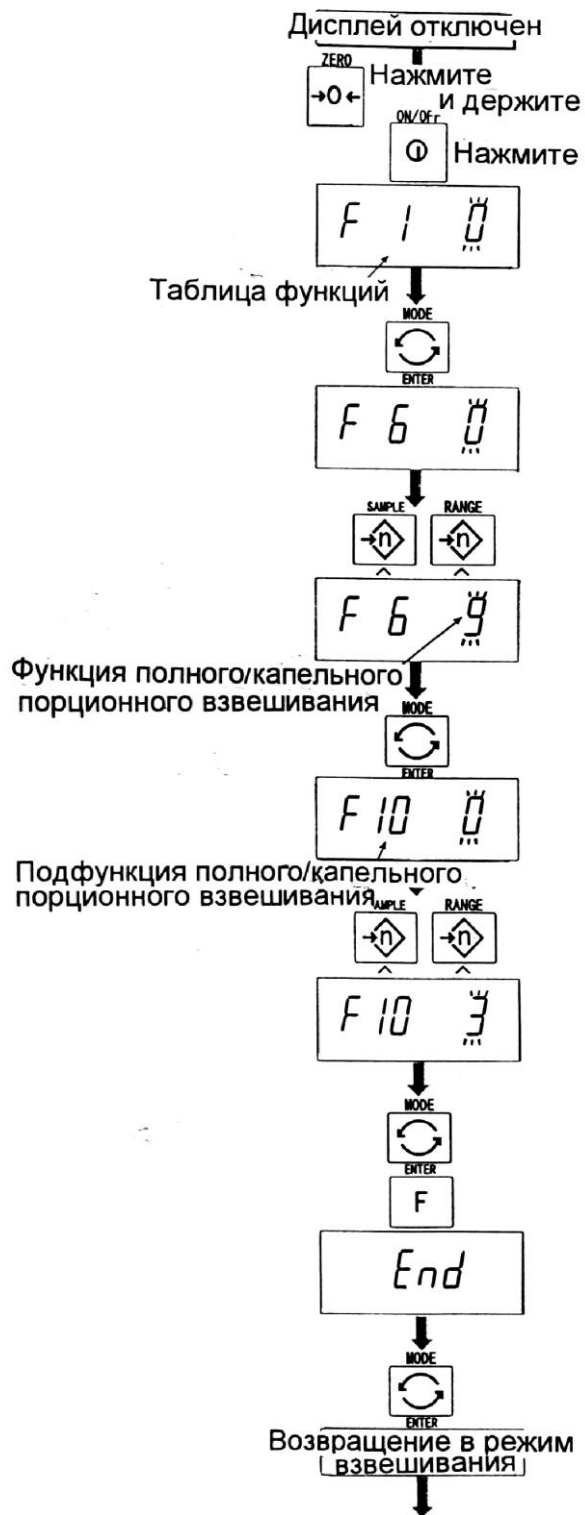 Дисплей отключен
ZERO
→0←
Нажмите
и держите
ON/OFF
Нажмите
F 1 0
Таблица функций
MODE
ENTER
F 6 0
SAMPLE RANGE
→n →n
F 6 9
Функция полного/капельного
порционного взвешивания
MODE
ENTER
F 10 0
Подфункция полного/капельного
порционного взвешивания
AMPLE RANGE
→n →n
F 10 3
MODE
ENTER
F
End
MODE
ENTER
Возвращение в режим
взвешивания